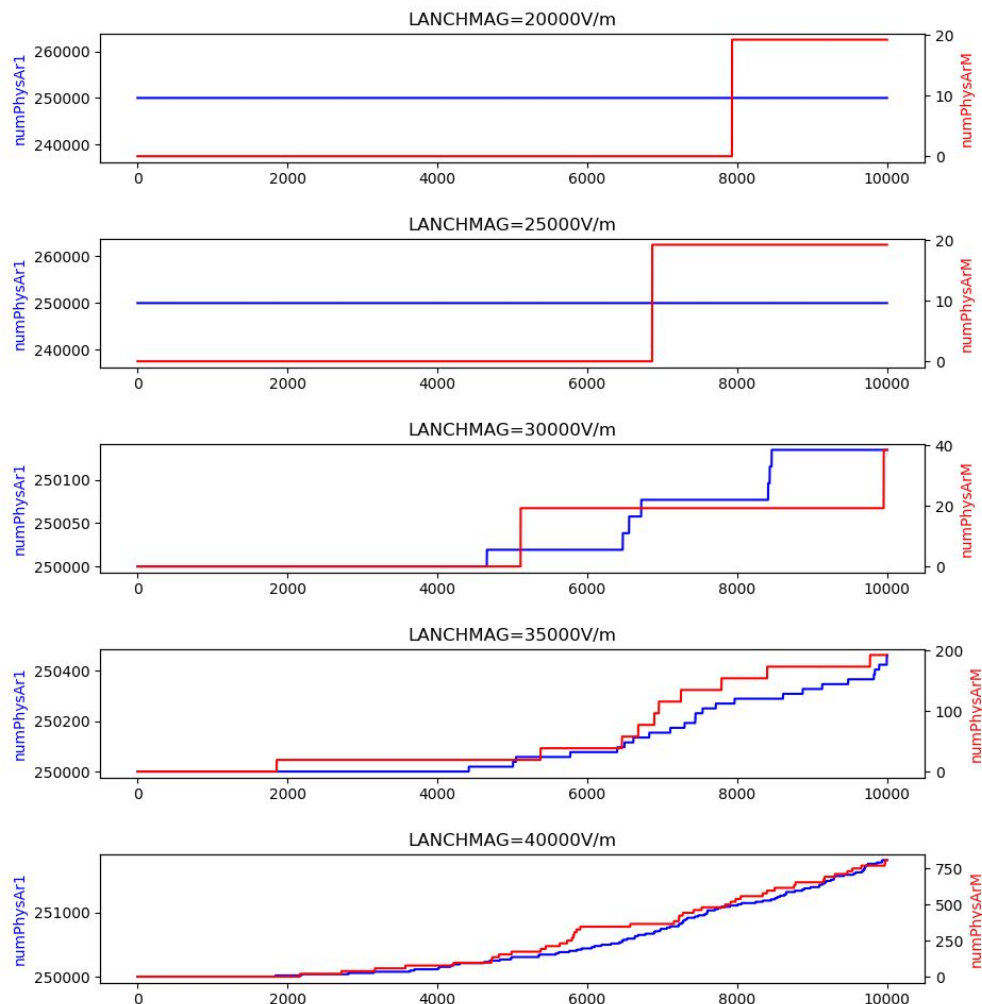 LANCHMAG=20000V/m
numPhysAr1
260000
250000
240000
20
10
0
numPhysArM
0 2000 4000 6000 8000 10000
LANCHMAG=25000V/m
numPhysAr1
260000
250000
240000
20
10
0
numPhysArM
0 2000 4000 6000 8000 10000
LANCHMAG=30000V/m
numPhysAr1
250100
250050
250000
40
20
0
numPhysArM
0 2000 4000 6000 8000 10000
LANCHMAG=35000V/m
numPhysAr1
250400
250200
250000
200
100
0
numPhysArM
0 2000 4000 6000 8000 10000
LANCHMAG=40000V/m
numPhysAr1
251000
250000
750
500
250
0
numPhysArM
0 2000 4000 6000 8000 10000